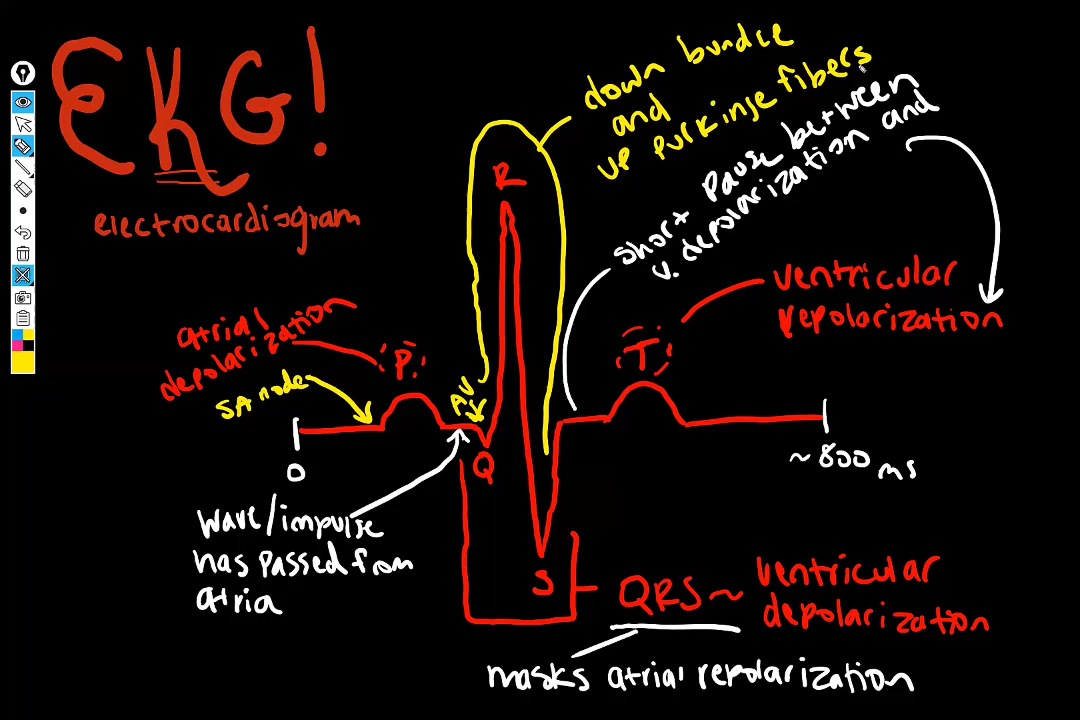 EKG!
electrocardiogram
down bundle
and
up purkinje fibers
short pause between
v. depolarization and
R
ventricular
repolarization
atrial
depolarization
P
T
SA node
AV
0
Q
~800 ms
wave/impulse
has passed from
atria
S
QRS ~ ventricular
depolarization
masks atrial repolarization